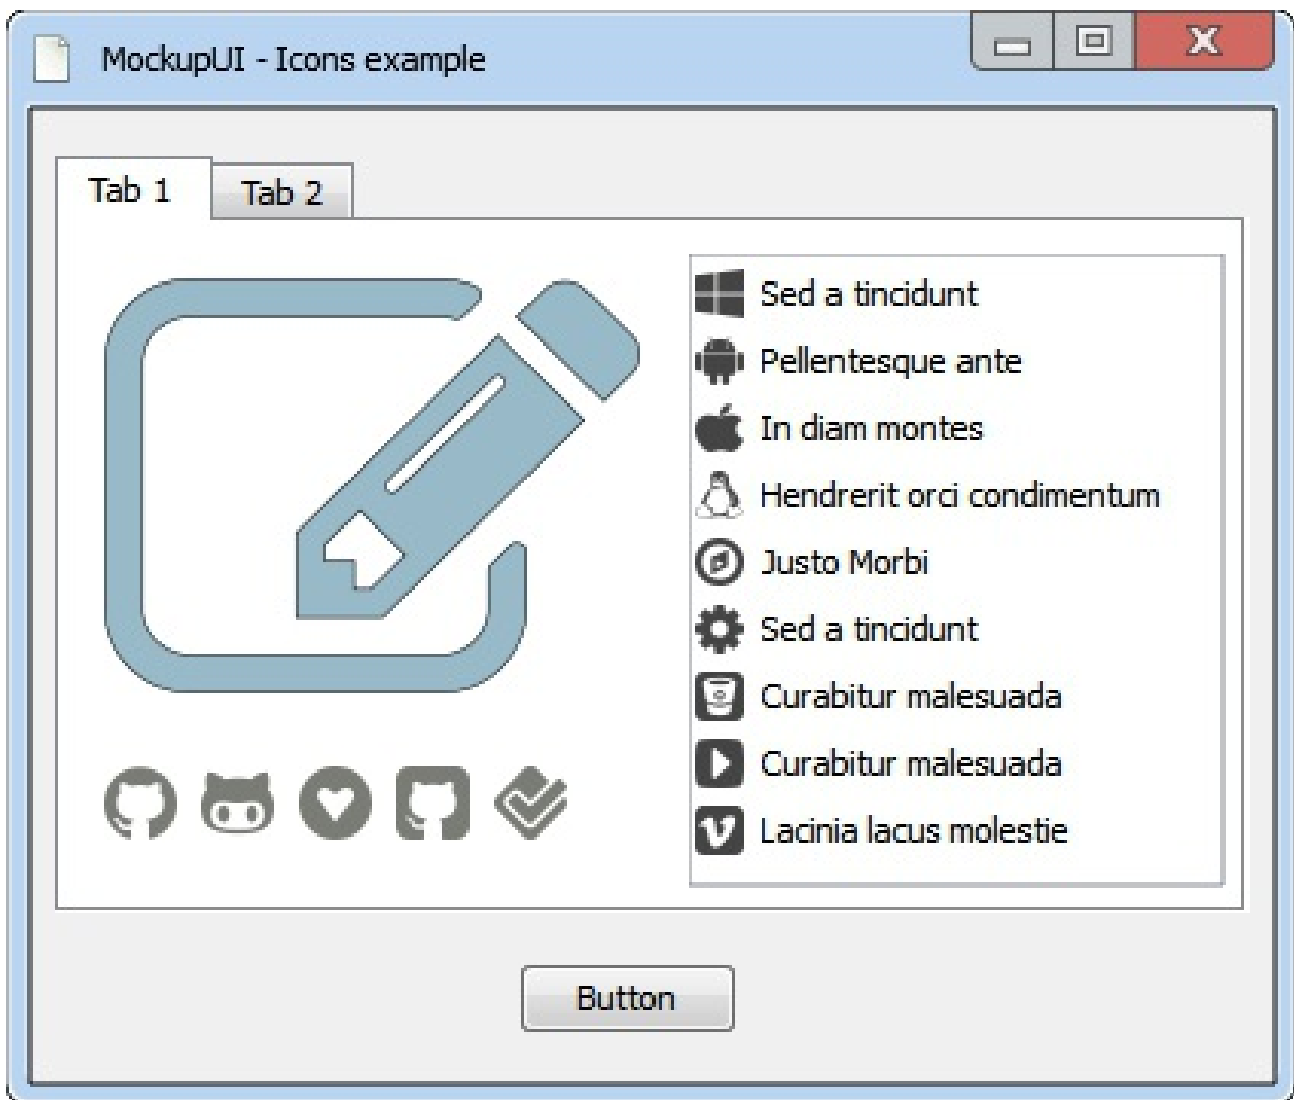 MockupUI - Icons example
Tab 1
Tab 2
Sed a tincidunt
Pellentesque ante
In diam montes
Hendrerit orci condimentum
Justo Morbi
Sed a tincidunt
Curabitur malesuada
Curabitur malesuada
Lacinia lacus molestie
Button